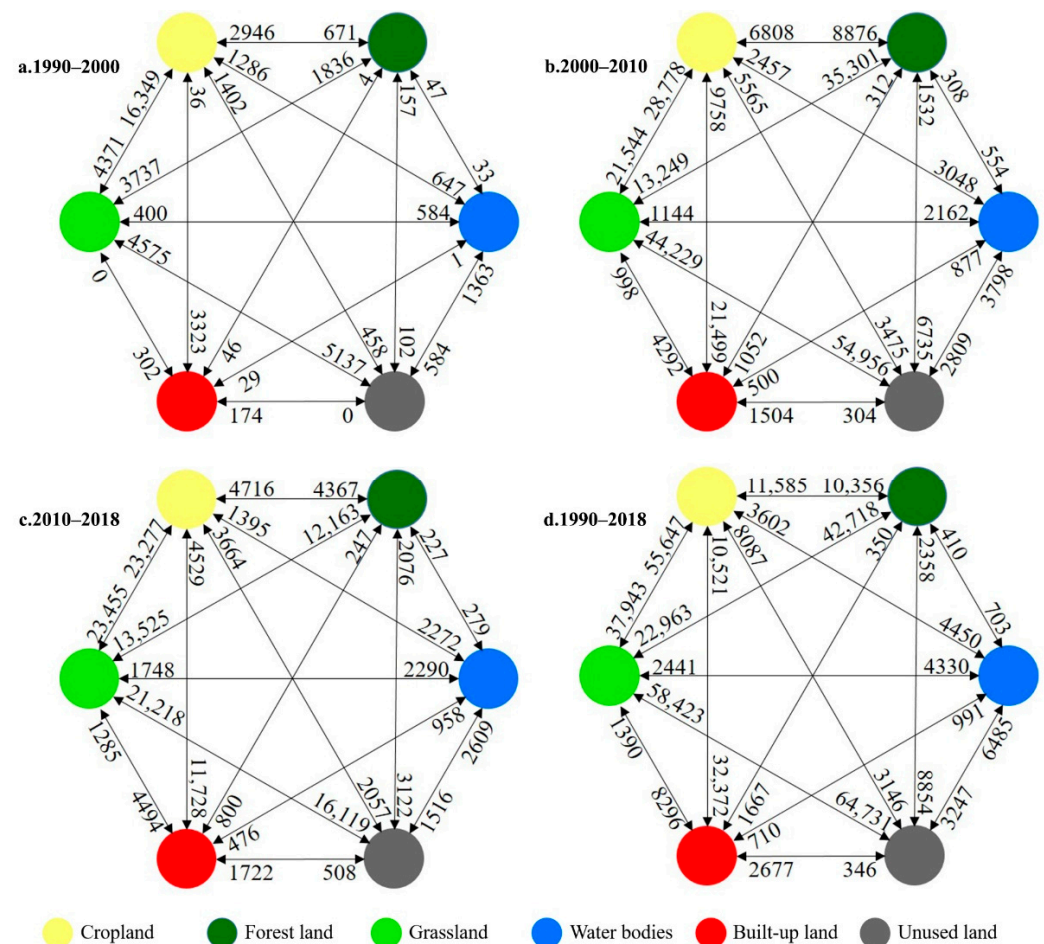 a.1990–2000
2946 671
1286 1836
16,349 36 1402 4 157 47
4371 3737 647 33
400 584
4575 1
0 1363
302 3323 46 458 102 584
29 5137
174 0
b.2000–2010
6808 8876
2457 35,301
28,778 9758 5565 312 1532 308
21,544 13,249 3048 554
1144 2162
44,229 877
998 3798
4292 21,499 1052 3475 6735 2809
500 54,956
1504 304
c.2010–2018
4716 4367
1395 12,163
23,277 4529 3664 247 2076 227
23,455 13,525 2272 279
1748 2290
21,218 958
1285 2609
4494 11,728 800 2057 3122 1516
476 16,119
1722 508
d.1990–2018
11,585 10,356
3602 42,718
55,647 10,521 8087 350 2358 410
37,943 22,963 4450 703
2441 4330
58,423 991
1390 6485
8296 32,372 1667 3146 8854 3247
710 64,731
2677 346
Cropland Forest land Grassland Water bodies Built-up land Unused land